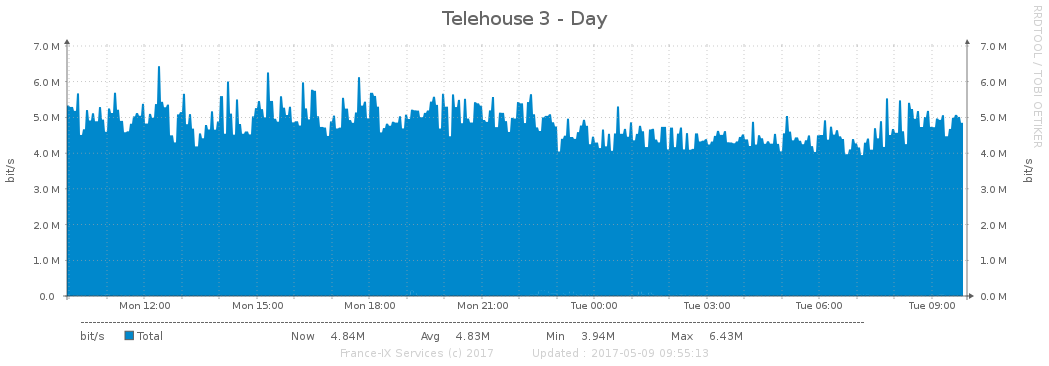 Telehouse 3 - Day
RRDTOOL / TOBI OETIKER
7.0 M 7.0 M
6.0 M 6.0 M
5.0 M 5.0 M
4.0 M 4.0 M
3.0 M 3.0 M
2.0 M 2.0 M
1.0 M 1.0 M
0.0 0.0 M
bit/s bit/s
Mon 12:00 Mon 15:00 Mon 18:00 Mon 21:00 Tue 00:00 Tue 03:00 Tue 06:00 Tue 09:00
bit/s Total Now 4.84M Avg 4.83M Min 3.94M Max 6.43M
France-IX Services (c) 2017 Updated : 2017-05-09 09:55:13